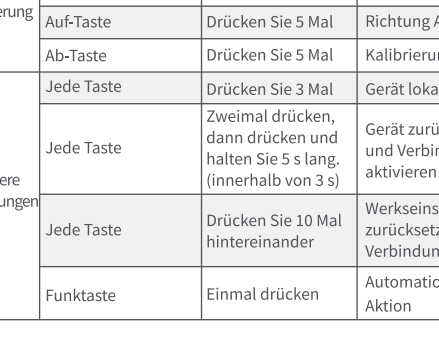 erung
Auf-Taste
Drücken Sie 5 Mal
Richtung A
Ab-Taste
Drücken Sie 5 Mal
Kalibrierun
Jede Taste
Drücken Sie 3 Mal
Gerät loka
ere
ungen
Jede Taste
Zweimal drücken,
dann drücken und
halten Sie 5 s lang.
(innerhalb von 3 s)
Gerät zurü
und Verbin
aktivieren
Jede Taste
Drücken Sie 10 Mal
hintereinander
Werkseins
zurücksetz
Verbindun
Funktaste
Einmal drücken
Automatio
Aktion